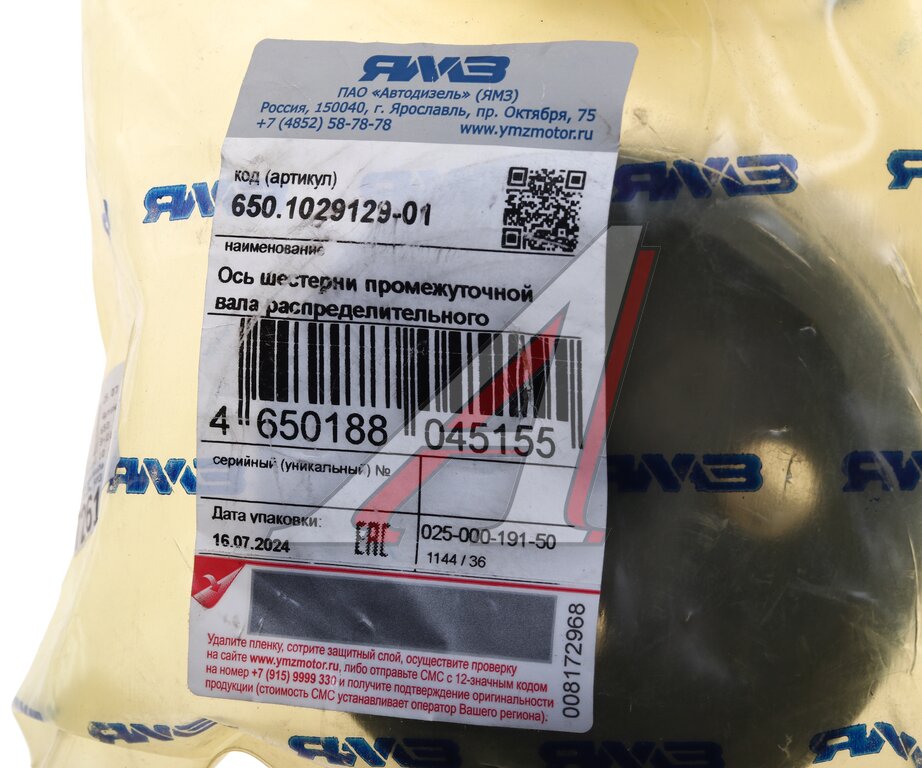 ЯМЗ
ПАО «Автодизель» (ЯМЗ)
Россия, 150040, г. Ярославль, пр. Октября, 75
+7 (4852) 58-78-78 www.ymzmotor.ru
код (артикул)
650.1029129-01
наименование
Ось шестерни промежуточной
вала распределительного
4 650188 045155
серийный (уникальный) №
Дата упаковки:
16.07.2024
ЕАС
025-000-191-50
1144 / 36
Удалите пленку, сотрите защитный слой, осуществите проверку
на сайте www.ymzmotor.ru, либо отправьте СМС с 12-значным кодом
на номер +7 (915) 9999 330 и получите подтверждение оригинальности
продукции (стоимость СМС устанавливает оператор Вашего региона).
008172968
ЯМЗ
ЯМЗ
ЯМЗ
ЯМЗ
ЯМЗ
ЯМЗ
ЯМЗ
ЯМЗ